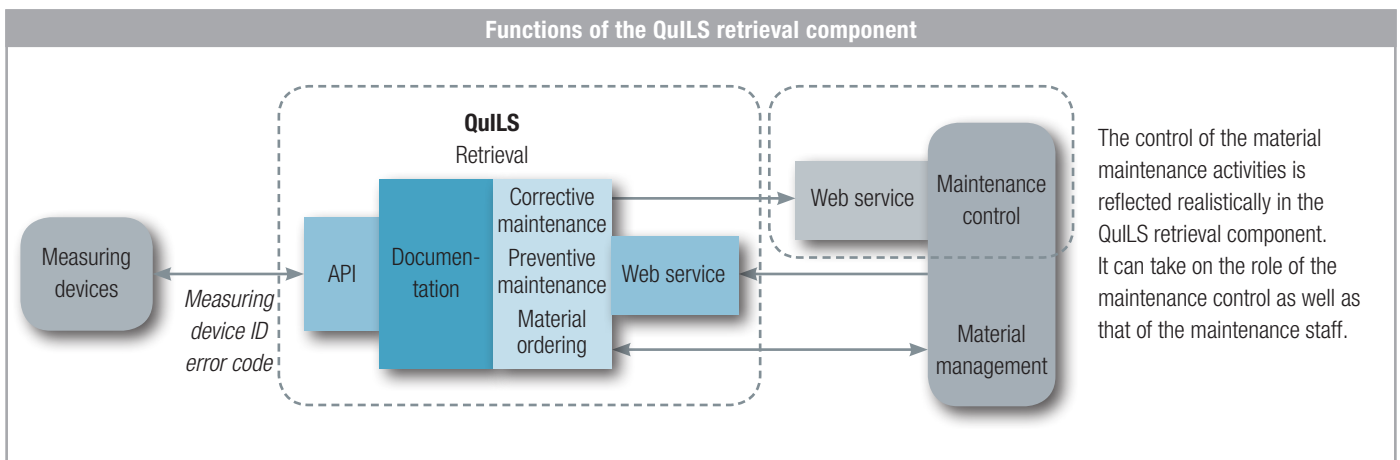 Functions of the QuILS retrieval component
QuILS
Retrieval
Measuring
devices
Measuring
device ID
error code
API
Documen-
tation
Corrective
maintenance
Preventive
maintenance
Material
ordering
Web service
Web service
Maintenance
control
Material
management
The control of the material
maintenance activities is
reflected realistically in the
QuILS retrieval component.
It can take on the role of the
maintenance control as well as
that of the maintenance staff.